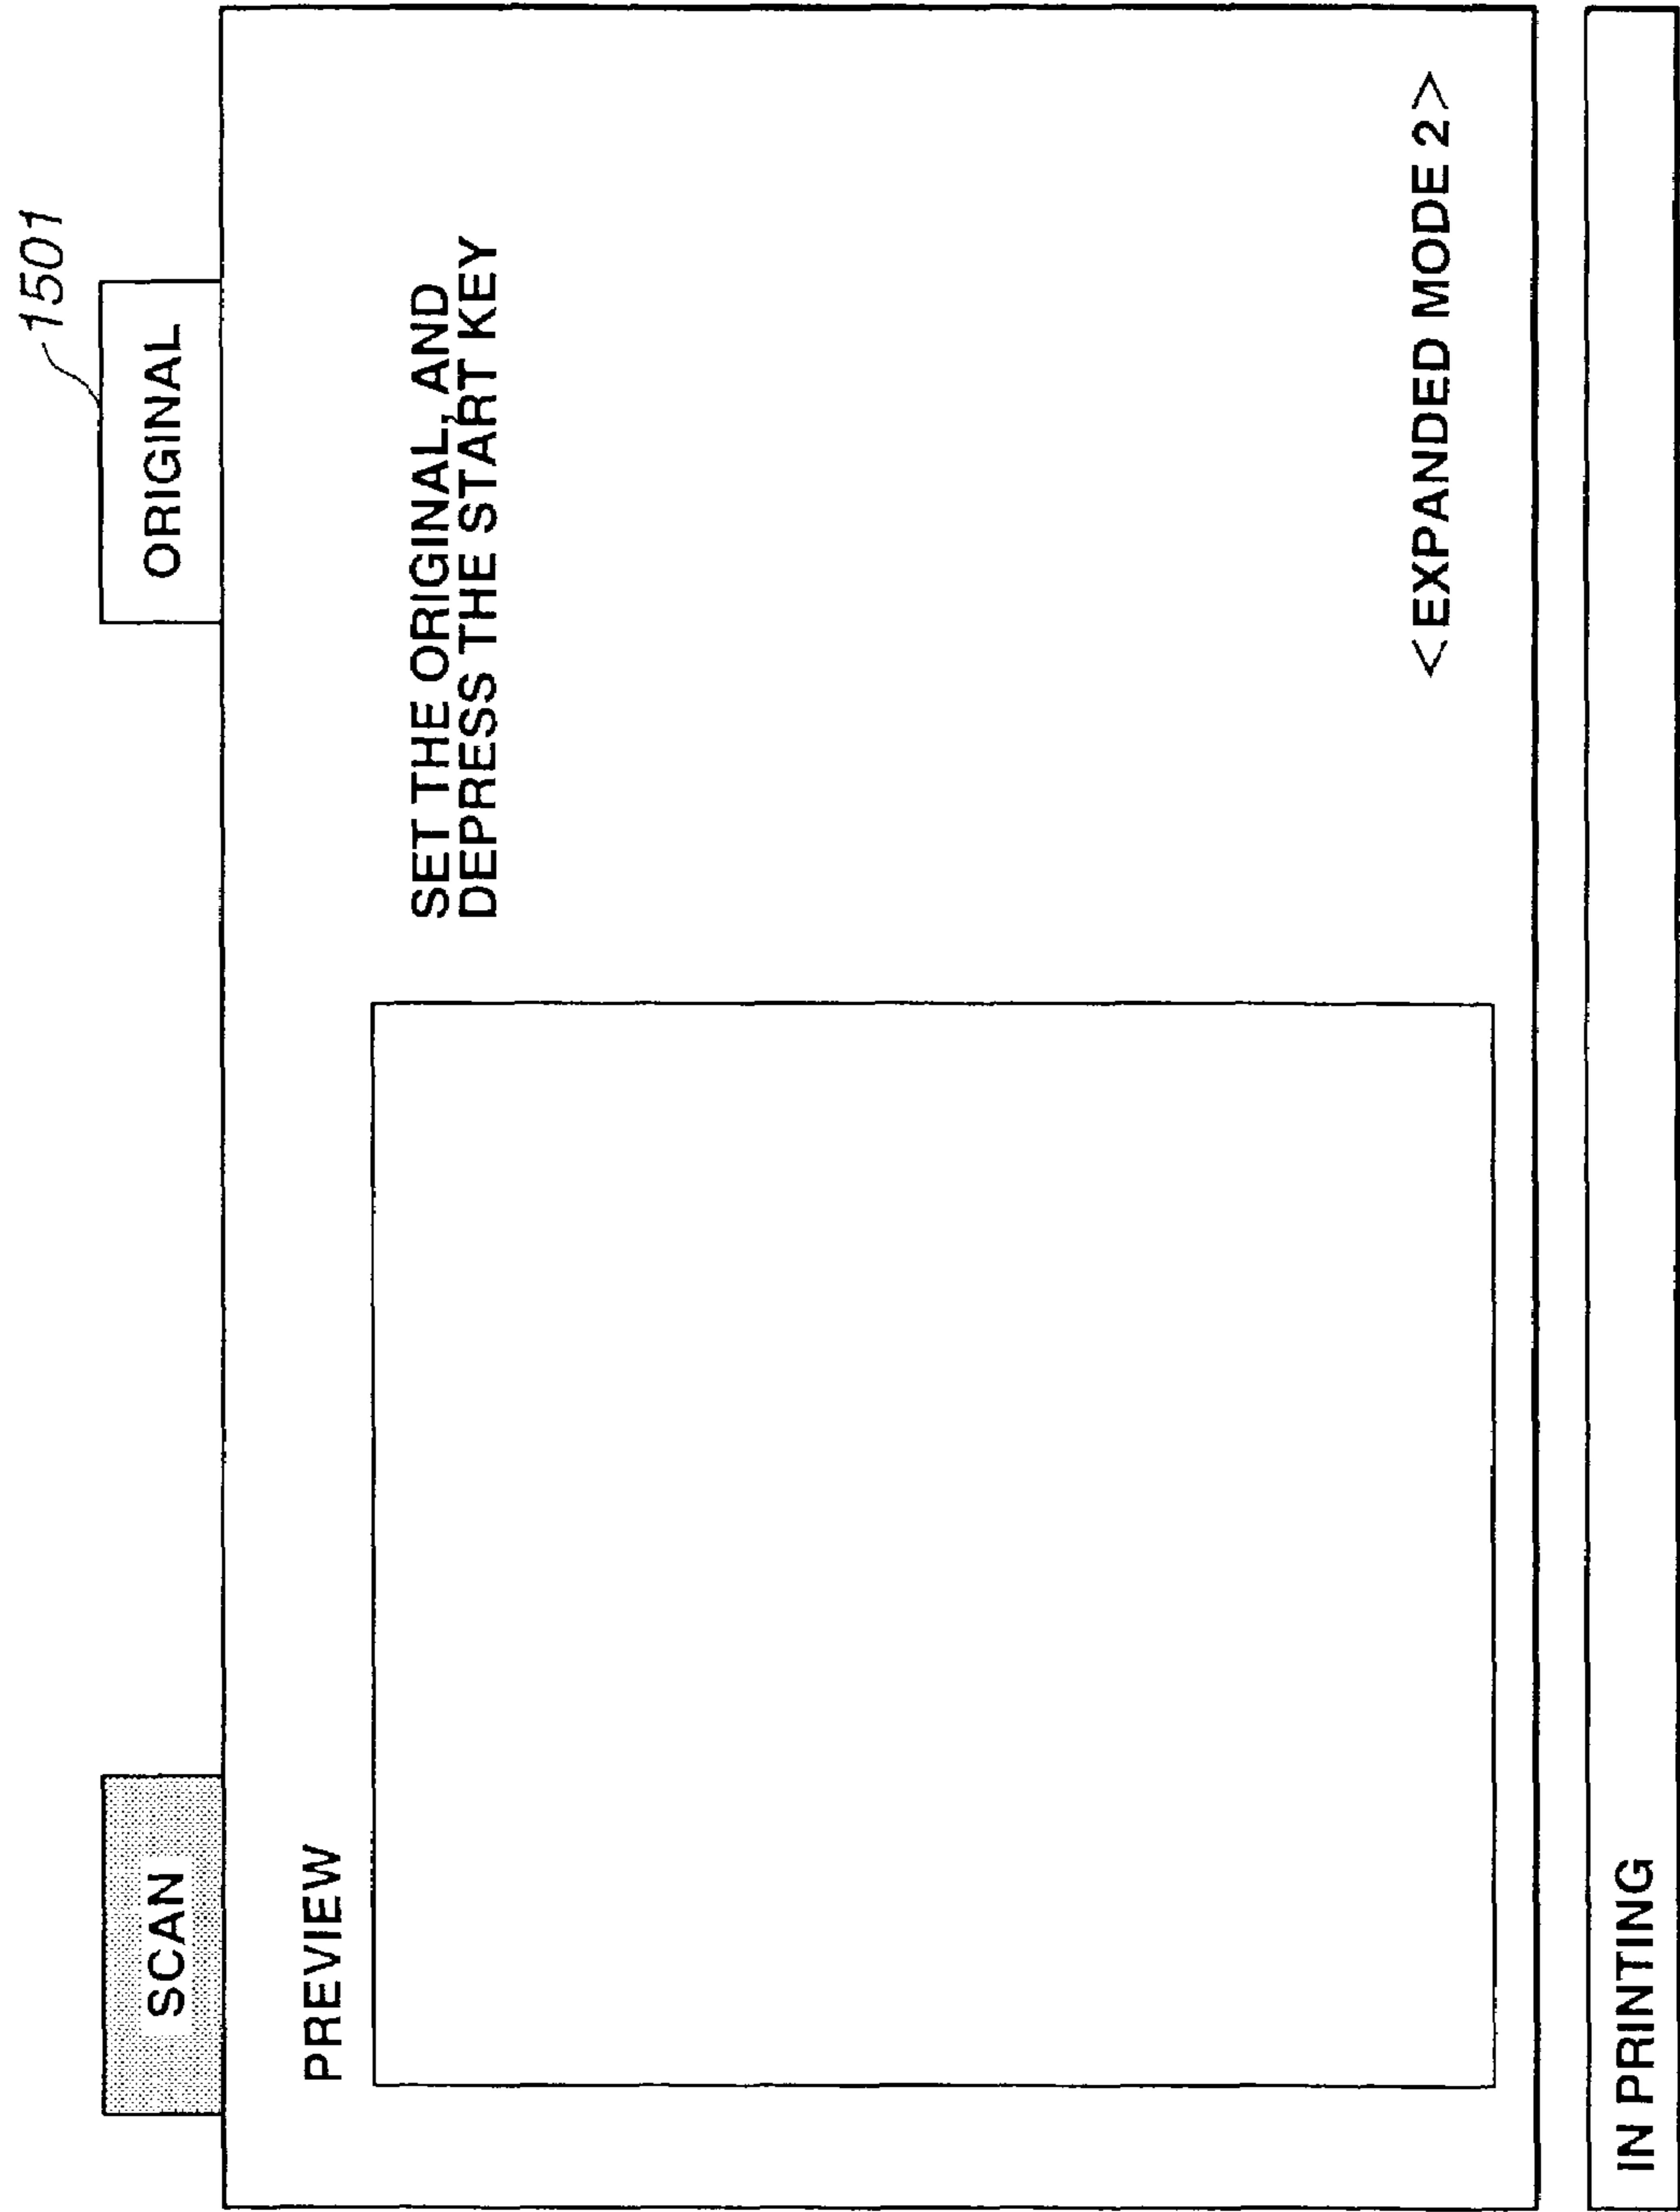 1501
SCAN
ORIGINAL
PREVIEW
SET THE ORIGINAL, AND
DEPRESS THE START KEY
<EXPANDED MODE 2>
IN PRINTING